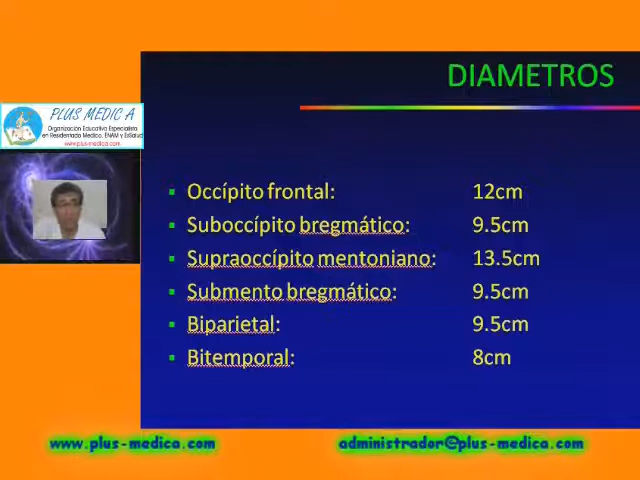 DIAMETROS
PLUS MEDIC A
Organización Educativa Especialista
en Residentado Medico, ENAM y EsSalud
www.plus-medica.com
Occípito frontal: 12cm
Suboccípito bregmático: 9.5cm
Supraoccípito mentoniano: 13.5cm
Submento bregmático: 9.5cm
Biparietal: 9.5cm
Bitemporal: 8cm
www.plus-medica.com administrador@plus-medica.com